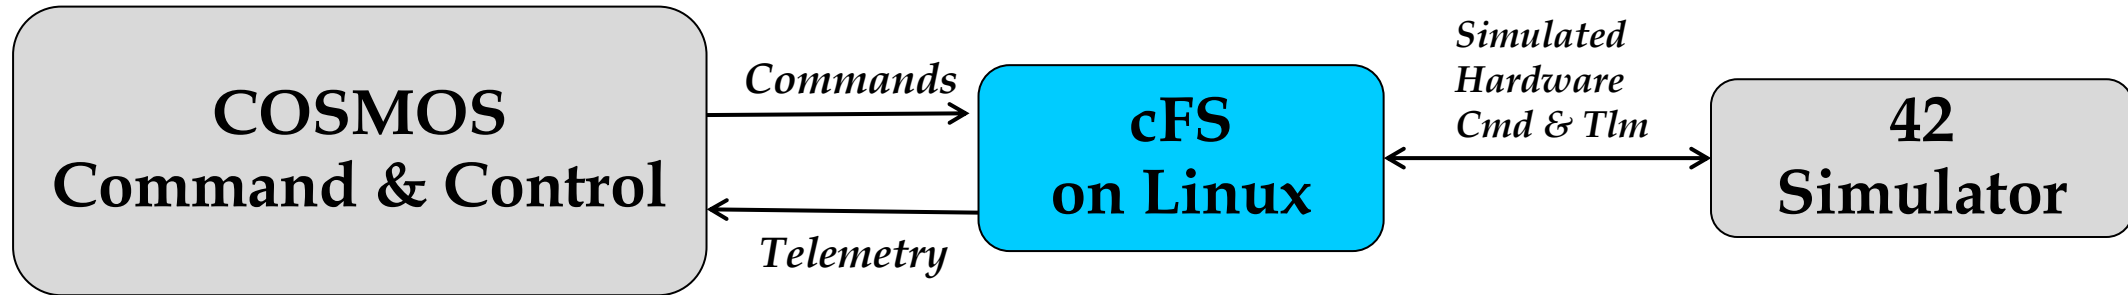 COSMOS
Command & Control
Commands
Telemetry
cFS
on Linux
Simulated
Hardware
Cmd & Tlm
42
Simulator